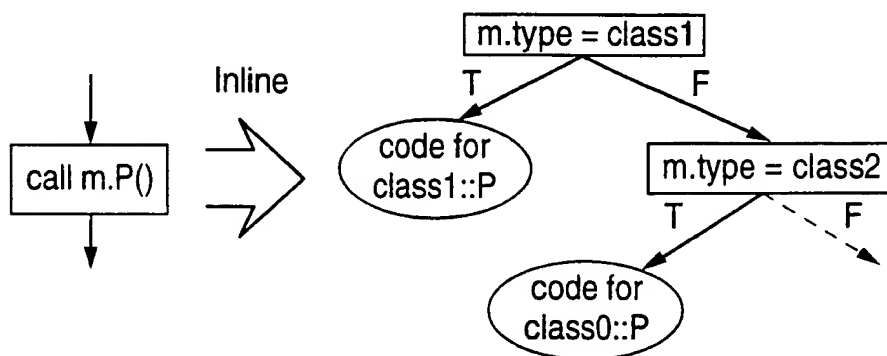 m.type = class1
Inline
T
F
call m.P()
code for
class1::P
m.type = class2
T
F
code for
class0::P